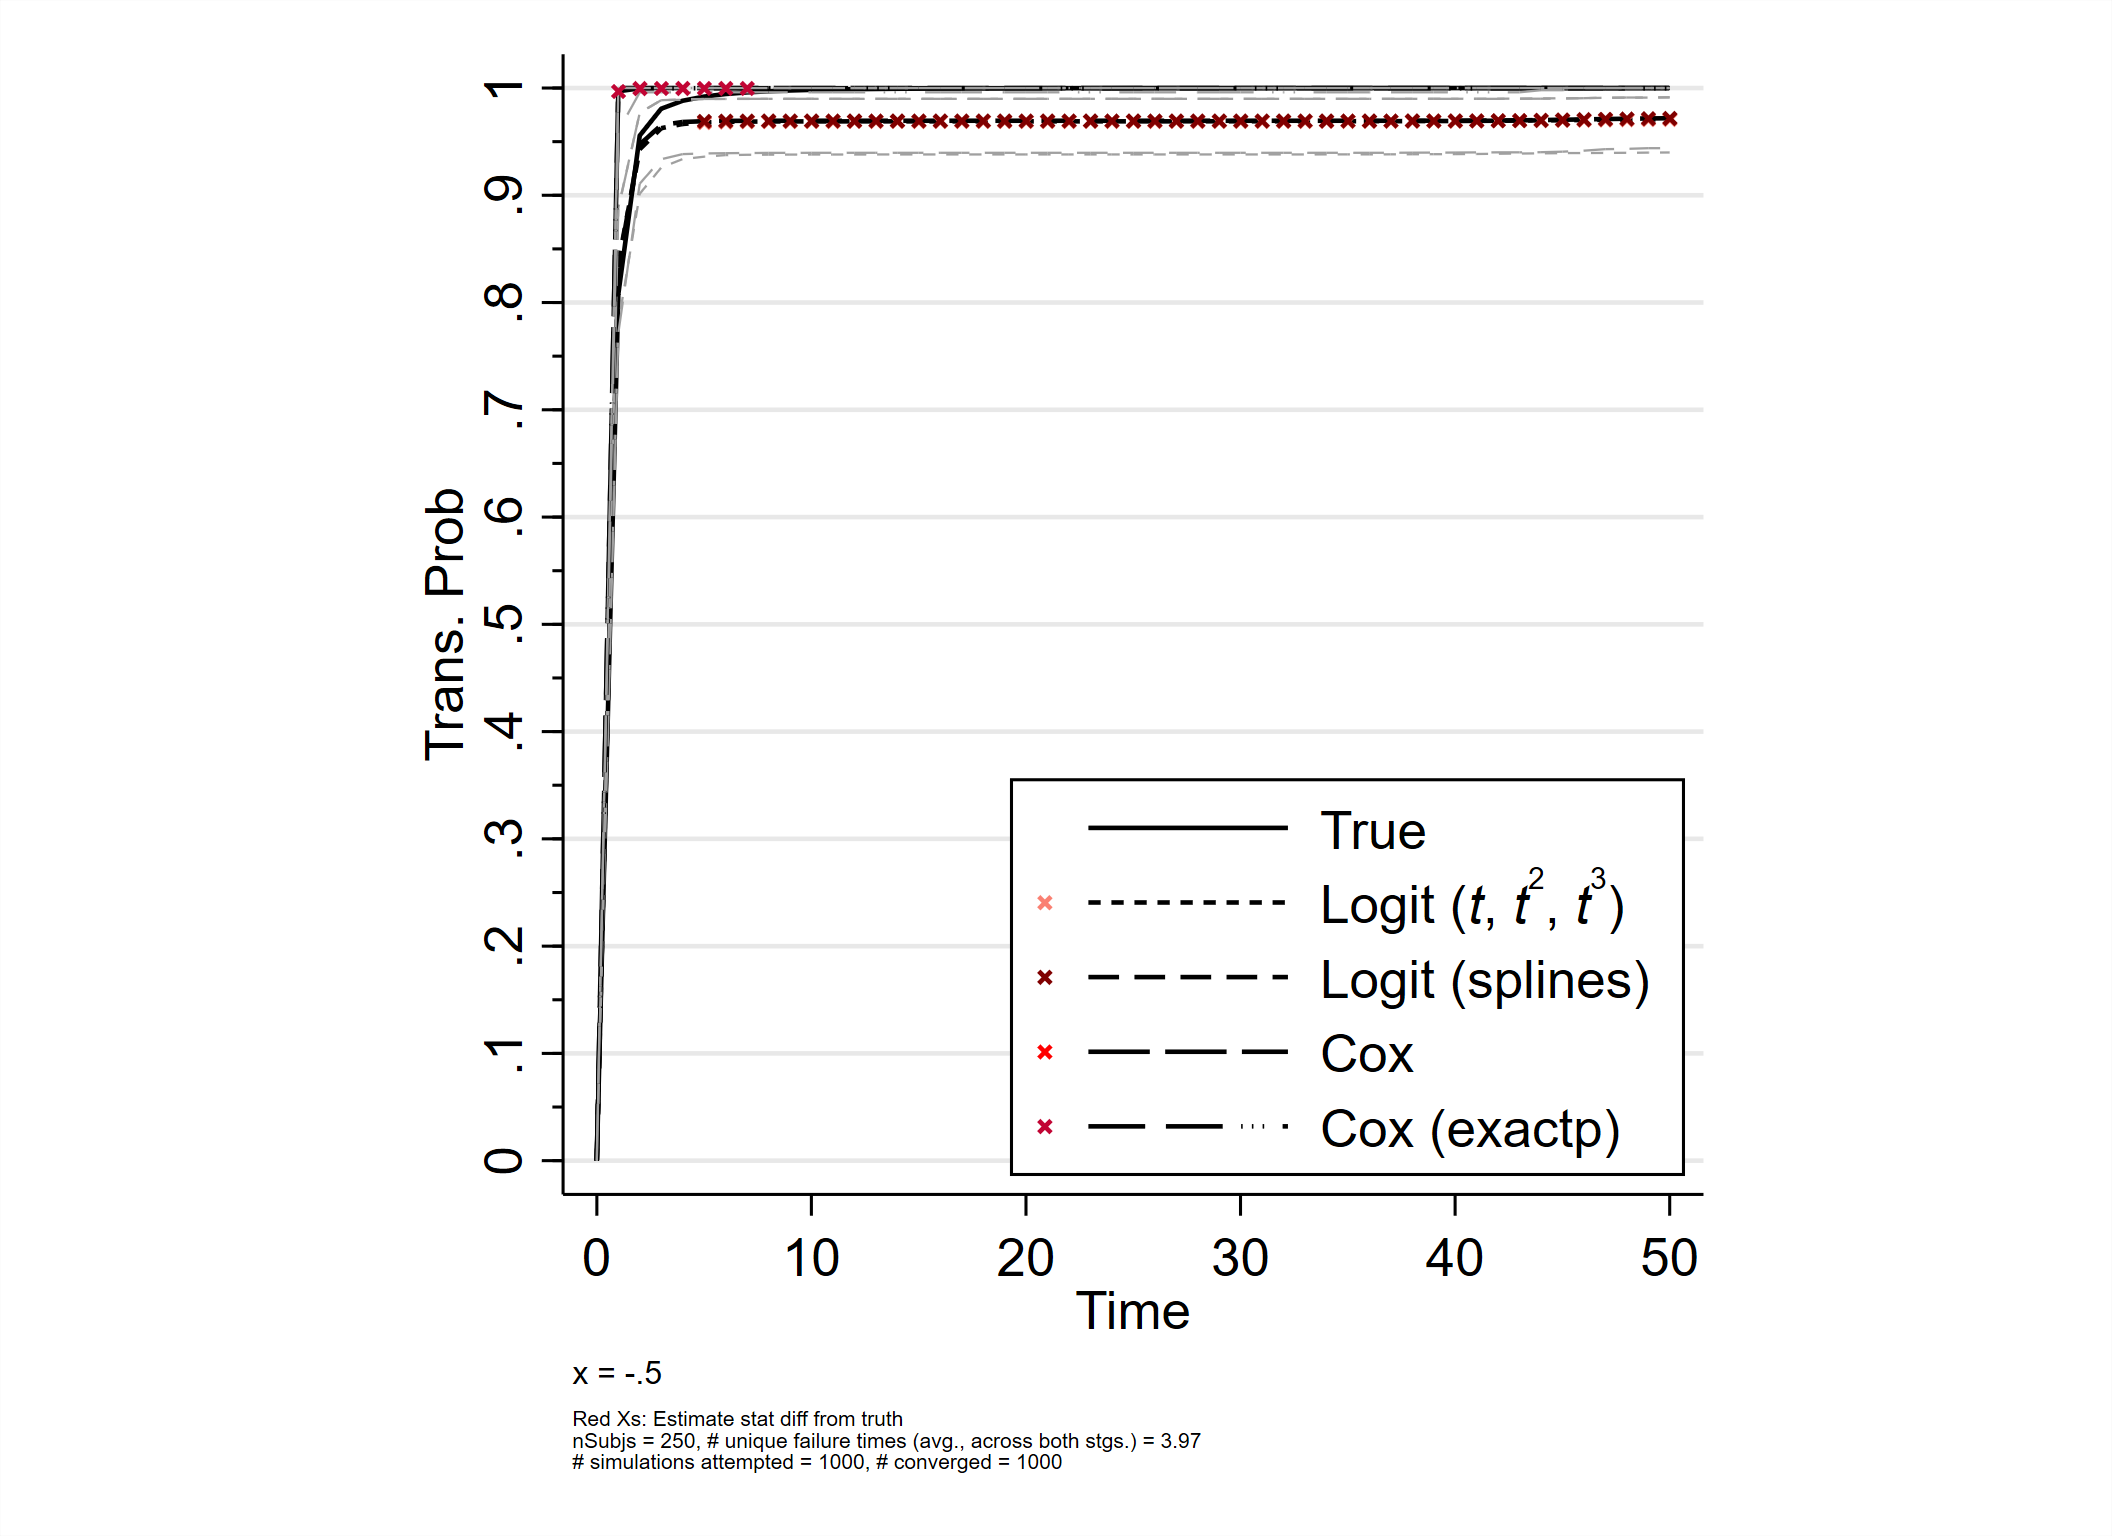 Trans. Prob
1
.9
.8
.7
.6
.5
.4
.3
.2
.1
0
True
Logit (t, t², t³)
Logit (splines)
Cox
Cox (exactp)
0 10 20 30 40 50
Time
x = -.5
Red Xs: Estimate stat diff from truth
nSubjs = 250, # unique failure times (avg., across both stgs.) = 3.97
# simulations attempted = 1000, # converged = 1000